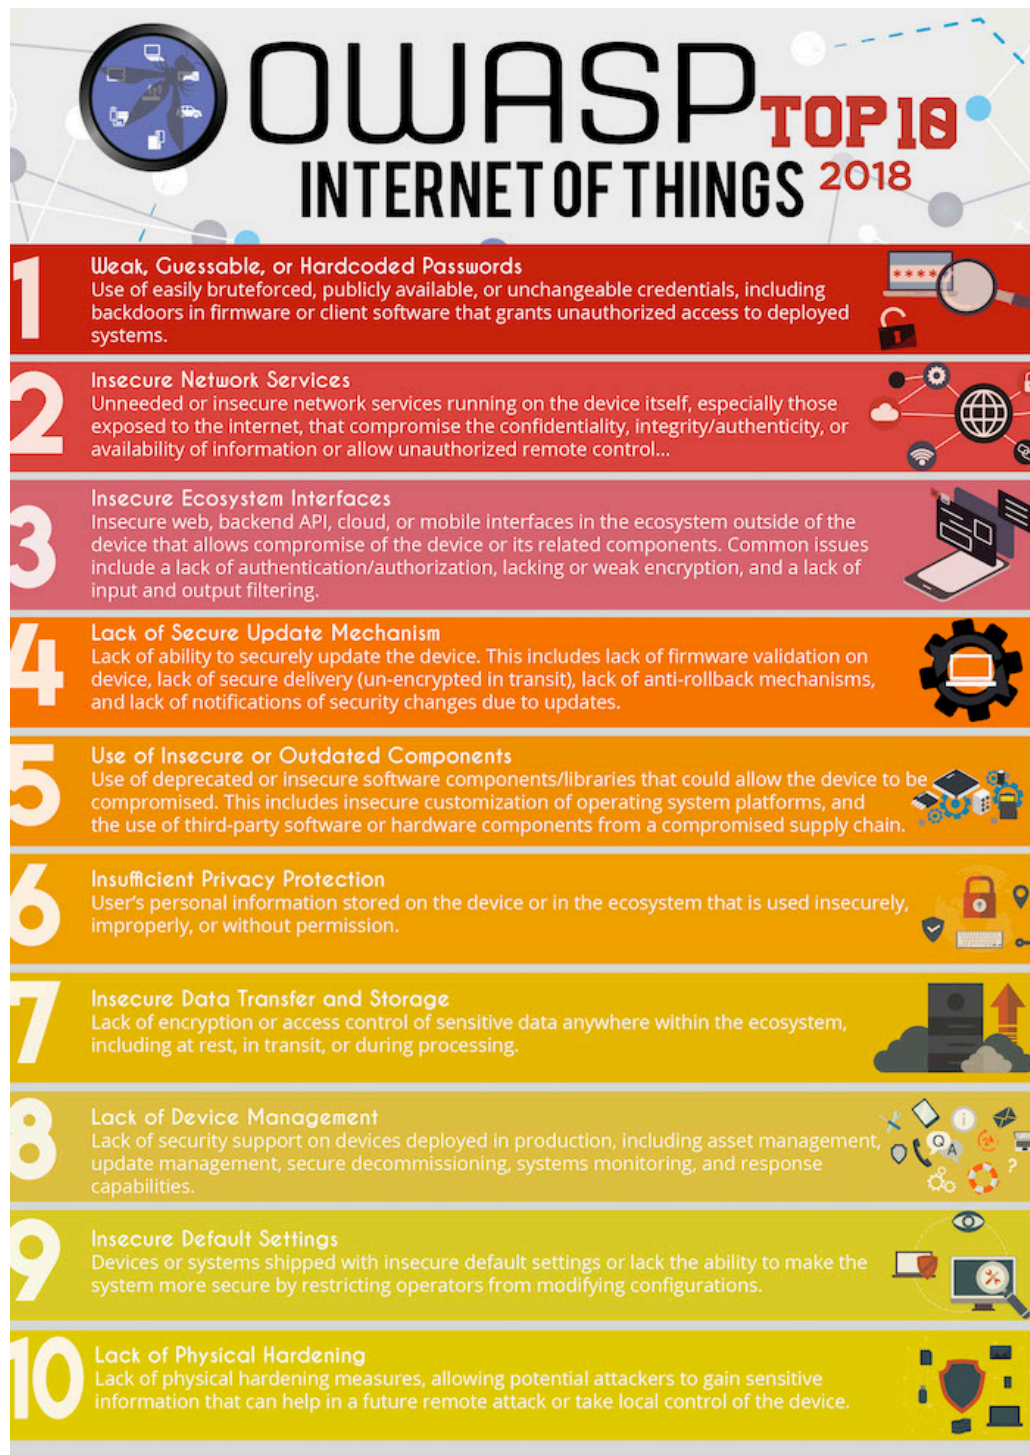 OWASP TOP 10
INTERNET OF THINGS 2018
1
Weak, Guessable, or Hardcoded Passwords
Use of easily bruteforced, publicly available, or unchangeable credentials, including
backdoors in firmware or client software that grants unauthorized access to deployed
systems.
2
Insecure Network Services
Unneeded or insecure network services running on the device itself, especially those
exposed to the internet, that compromise the confidentiality, integrity/authenticity, or
availability of information or allow unauthorized remote control...
3
Insecure Ecosystem Interfaces
Insecure web, backend API, cloud, or mobile interfaces in the ecosystem outside of the
device that allows compromise of the device or its related components. Common issues
include a lack of authentication/authorization, lacking or weak encryption, and a lack of
input and output filtering.
4
Lack of Secure Update Mechanism
Lack of ability to securely update the device. This includes lack of firmware validation on
device, lack of secure delivery (un-encrypted in transit), lack of anti-rollback mechanisms,
and lack of notifications of security changes due to updates.
5
Use of Insecure or Outdated Components
Use of deprecated or insecure software components/libraries that could allow the device to be
compromised. This includes insecure customization of operating system platforms, and
the use of third-party software or hardware components from a compromised supply chain.
6
Insufficient Privacy Protection
User's personal information stored on the device or in the ecosystem that is used insecurely,
improperly, or without permission.
7
Insecure Data Transfer and Storage
Lack of encryption or access control of sensitive data anywhere within the ecosystem,
including at rest, in transit, or during processing.
8
Lack of Device Management
Lack of security support on devices deployed in production, including asset management,
update management, secure decommissioning, systems monitoring, and response
capabilities.
Q A
24
?
9
Insecure Default Settings
Devices or systems shipped with insecure default settings or lack the ability to make the
system more secure by restricting operators from modifying configurations.
10
Lack of Physical Hardening
Lack of physical hardening measures, allowing potential attackers to gain sensitive
information that can help in a future remote attack or take local control of the device.